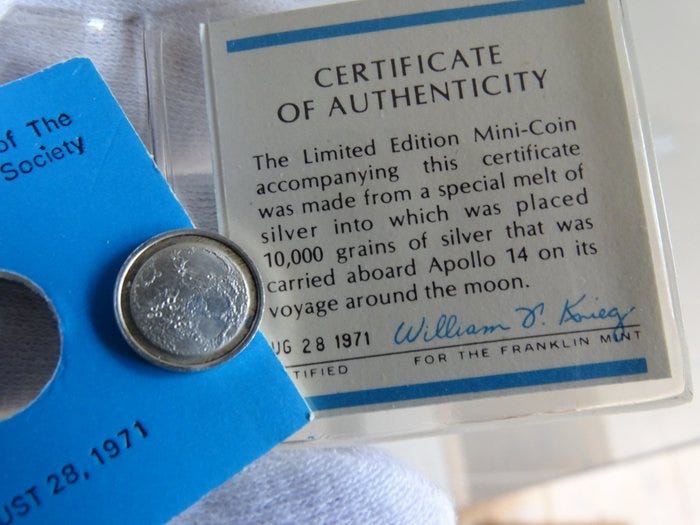 of The
Society
UST 28, 1971
CERTIFICATE
OF AUTHENTICITY
The Limited Edition Mini-Coin
accompanying this certificate
was made from a special melt of
silver into which was placed
10,000 grains of silver that was
carried aboard Apollo 14 on its
voyage around the moon.
UG 28 1971 William F. Krieg
TIFIED FOR THE FRANKLIN MINT